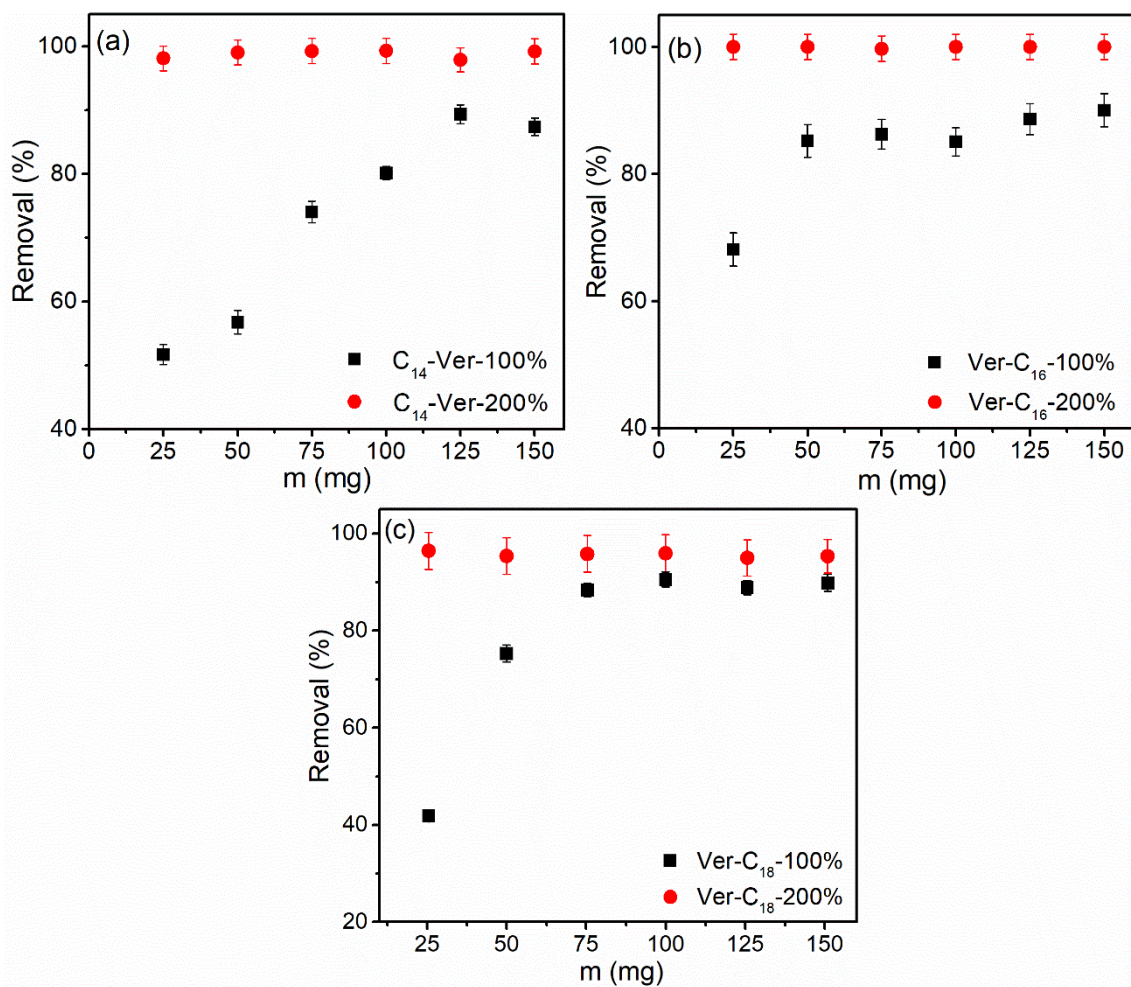 (a)
Removal (%)
100
80
60
40
C₁₄-Ver-100%
C₁₄-Ver-200%
0 25 50 75 100 125 150
m (mg)
(b)
Removal (%)
100
80
60
40
Ver-C₁₆-100%
Ver-C₁₆-200%
0 25 50 75 100 125 150
m (mg)
(c)
Removal (%)
100
80
60
40
20
Ver-C₁₈-100%
Ver-C₁₈-200%
25 50 75 100 125 150
m (mg)